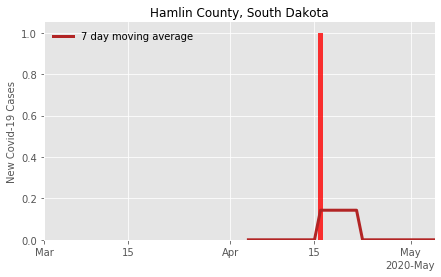 Hamlin County, South Dakota
7 day moving average
New Covid-19 Cases
1.0
0.8
0.6
0.4
0.2
0.0
Mar
15
Apr
15
May
2020-May